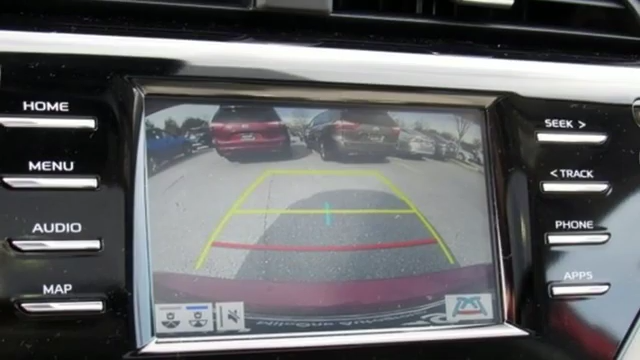 HOME
MENU
AUDIO
MAP
SEEK >
< TRACK
PHONE
APPS